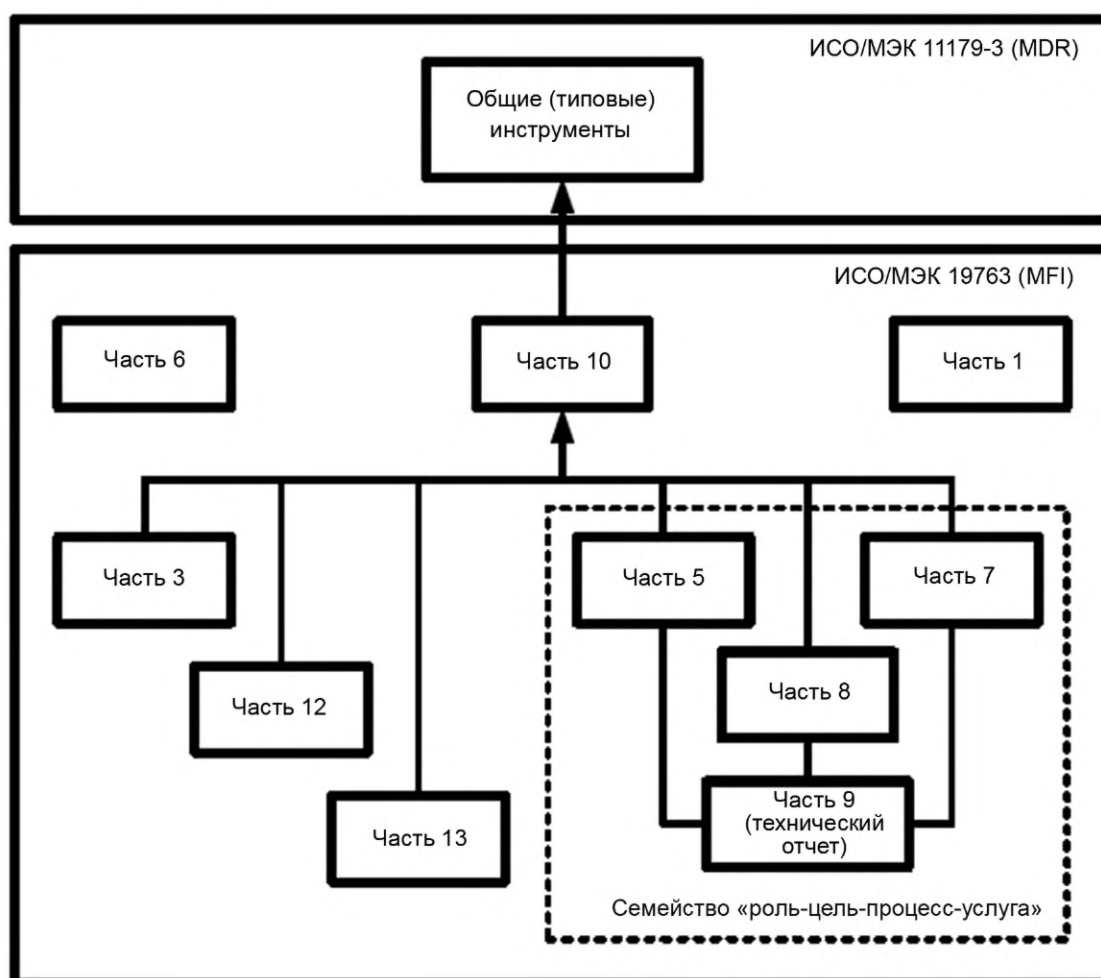 ИСО/МЭК 11179-3 (MDR)
Общие (типовые)
инструменты
ИСО/МЭК 19763 (MFI)
Часть 6
Часть 10
Часть 1
Часть 3
Часть 5
Часть 7
Часть 12
Часть 8
Часть 13
Часть 9
(технический
отчет)
Семейство «роль-цель-процесс-услуга»